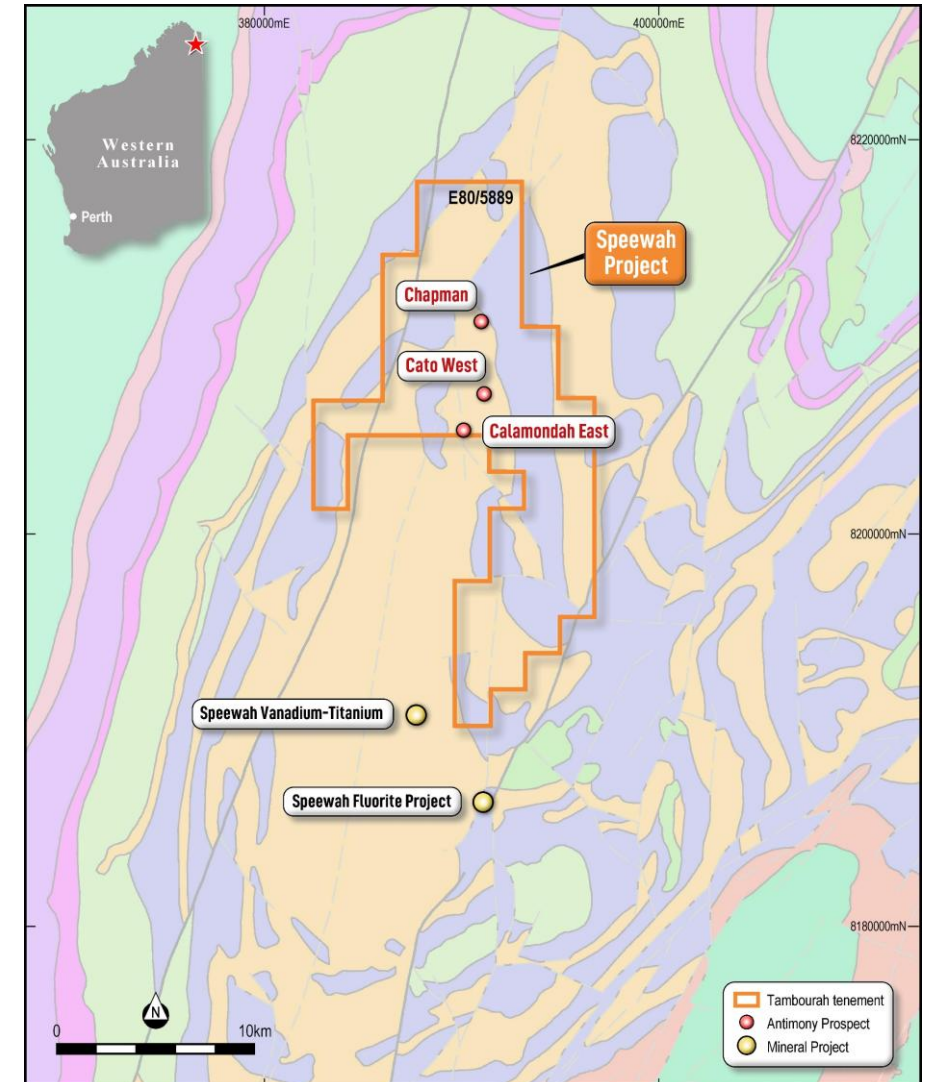 380000mE
400000mE
Western
Australia
Perth
8220000mN
E80/5889
Speewah
Project
Chapman
Cato West
Calamondah East
8200000mN
Speewah Vanadium-Titanium
Speewah Fluorite Project
8180000mN
N
0
10km
Tambourah tenement
Antimony Prospect
Mineral Project